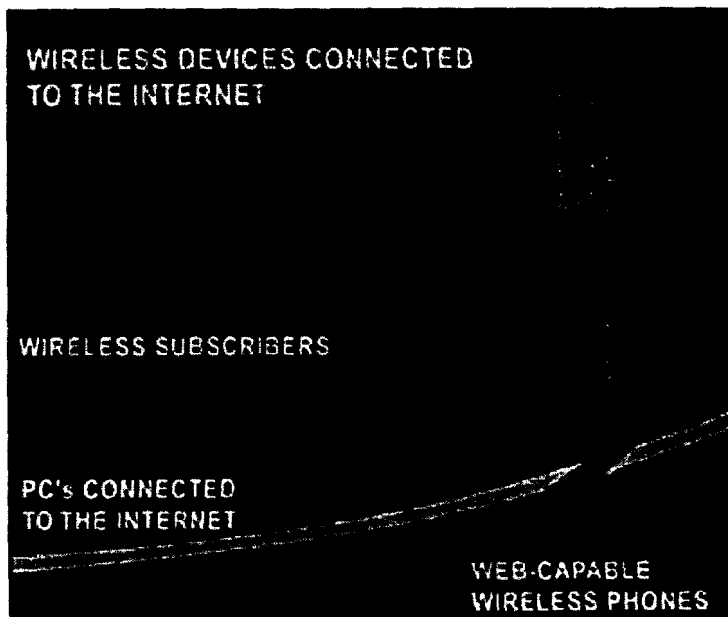 WIRELESS DEVICES CONNECTED
TO THE INTERNET
WIRELESS SUBSCRIBERS
PC's CONNECTED
TO THE INTERNET
WEB-CAPABLE
WIRELESS PHONES